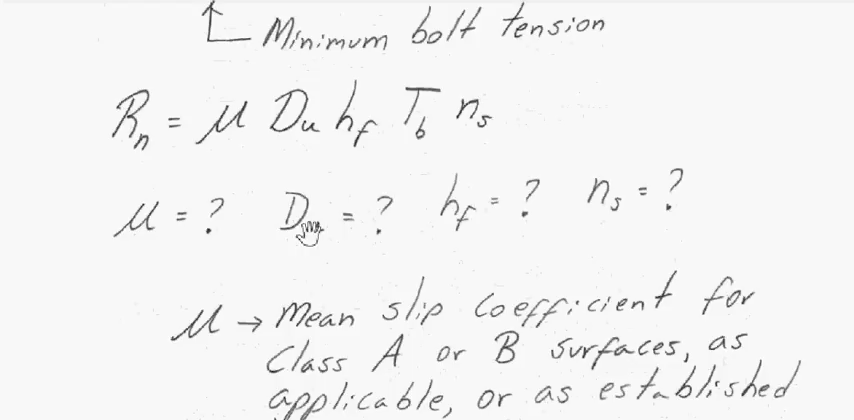 Minimum bolt tension
Rn = μ Du hf Tb ns
μ = ? D = ? hf = ? ns = ?
μ → Mean slip coefficient for
Class A or B surfaces, as
applicable, or as established